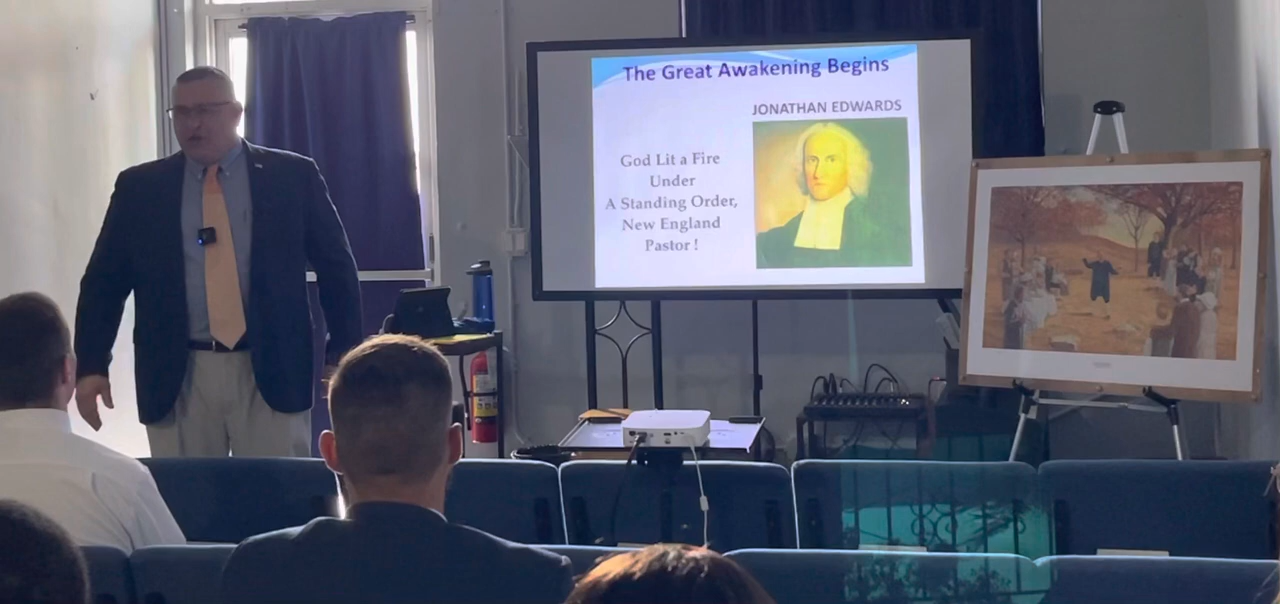 The Great Awakening Begins
JONATHAN EDWARDS
God Lit a Fire
Under
A Standing Order,
New England
Pastor !